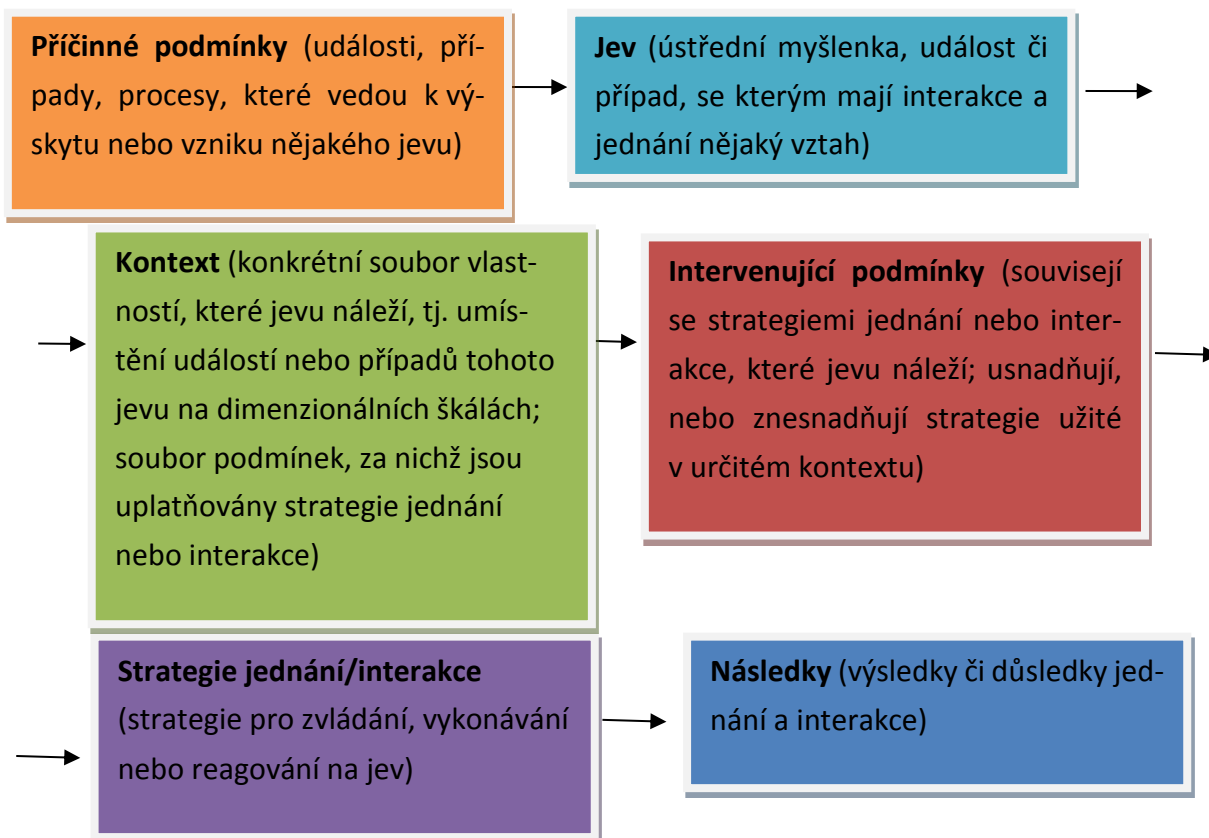 Příčinné podmínky (události, pří-
pady, procesy, které vedou k vý-
skytu nebo vzniku nějakého jevu)
Jev (ústřední myšlenka, událost či
případ, se kterým mají interakce a
jednání nějaký vztah)
Kontext (konkrétní soubor vlast-
ností, které jevu náleží, tj. umí-
stění událostí nebo případů tohoto
jevu na dimenzionálních škálách;
soubor podmínek, za nichž jsou
uplatňovány strategie jednání
nebo interakce)
Intervenující podmínky (souvisejí
se strategiemi jednání nebo inter-
akce, které jevu náleží; usnadňují,
nebo znesnadňují strategie užité
v určitém kontextu)
Strategie jednání/interakce
(strategie pro zvládání, vykonávání
nebo reagování na jev)
Následky (výsledky či důsledky jed-
nání a interakce)